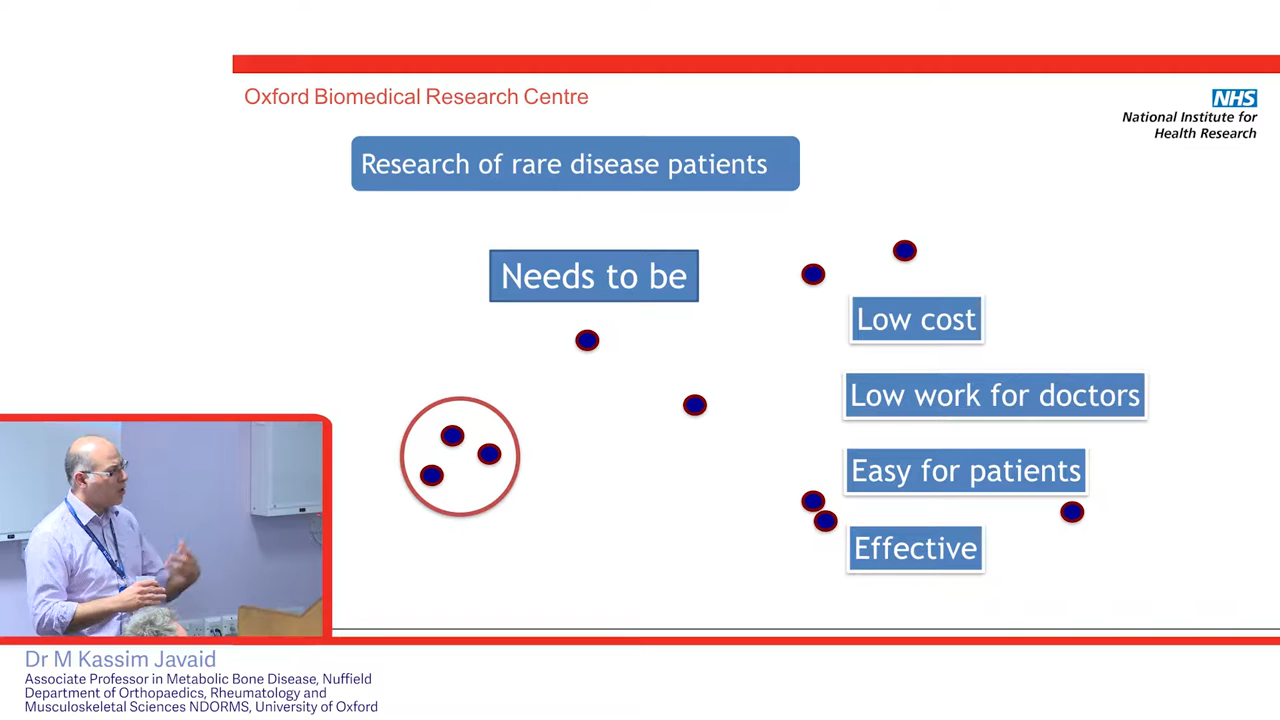 Oxford Biomedical Research Centre
NHS
National Institute for
Health Research
Research of rare disease patients
Needs to be
Low cost
Low work for doctors
Easy for patients
Effective
Dr M Kassim Javaid
Associate Professor in Metabolic Bone Disease, Nuffield
Department of Orthopaedics, Rheumatology and
Musculoskeletal Sciences NDORMS, University of Oxford